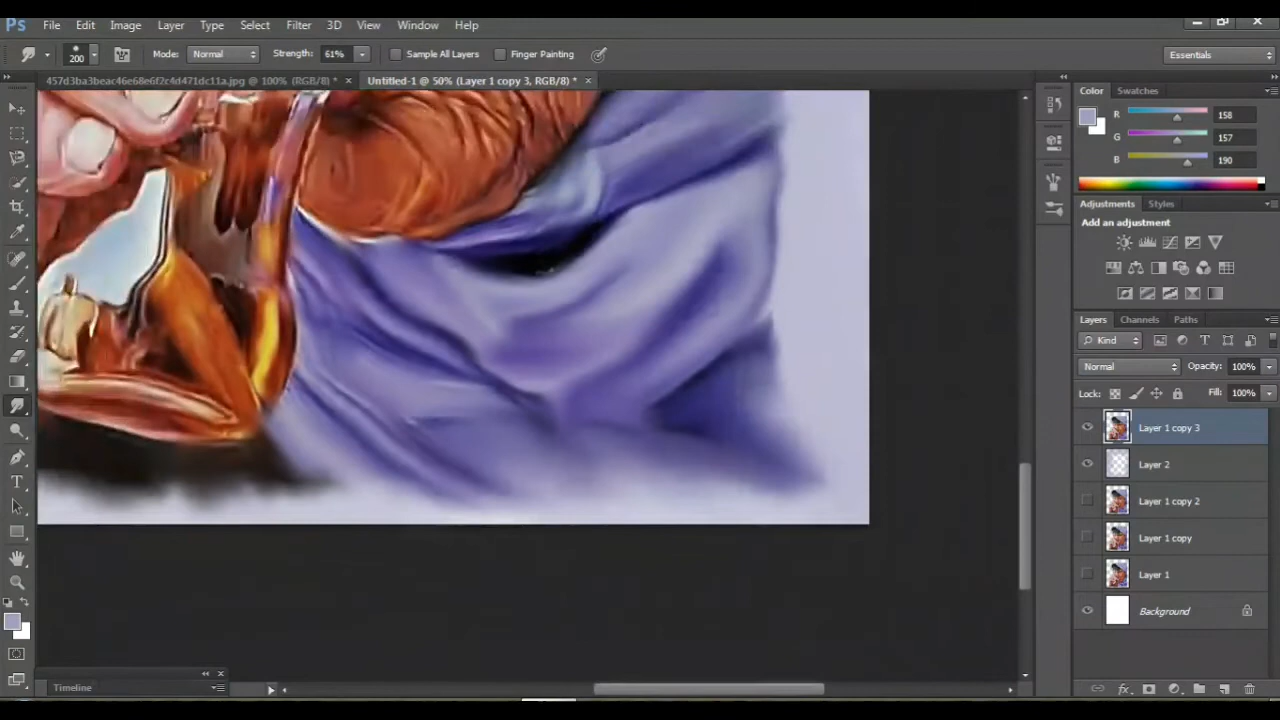 Ps File Edit Image Layer Type Select Filter 3D View Window Help
200 Mode: Normal Strength: 61% Sample All Layers Finger Painting Essentials
457d3ba3beac46e68e6f2c4d471dc11a.jpg @ 100% (RGB/8) * × Untitled-1 @ 50% (Layer 1 copy 3, RGB/8) * ×
Color Swatches
R 158
G 157
B 190
Adjustments Styles
Add an adjustment
Layers Channels Paths
Kind
Normal Opacity: 100%
Lock: Fill: 100%
Layer 1 copy 3
Layer 2
Layer 1 copy 2
Layer 1 copy
Layer 1
Background
Timeline